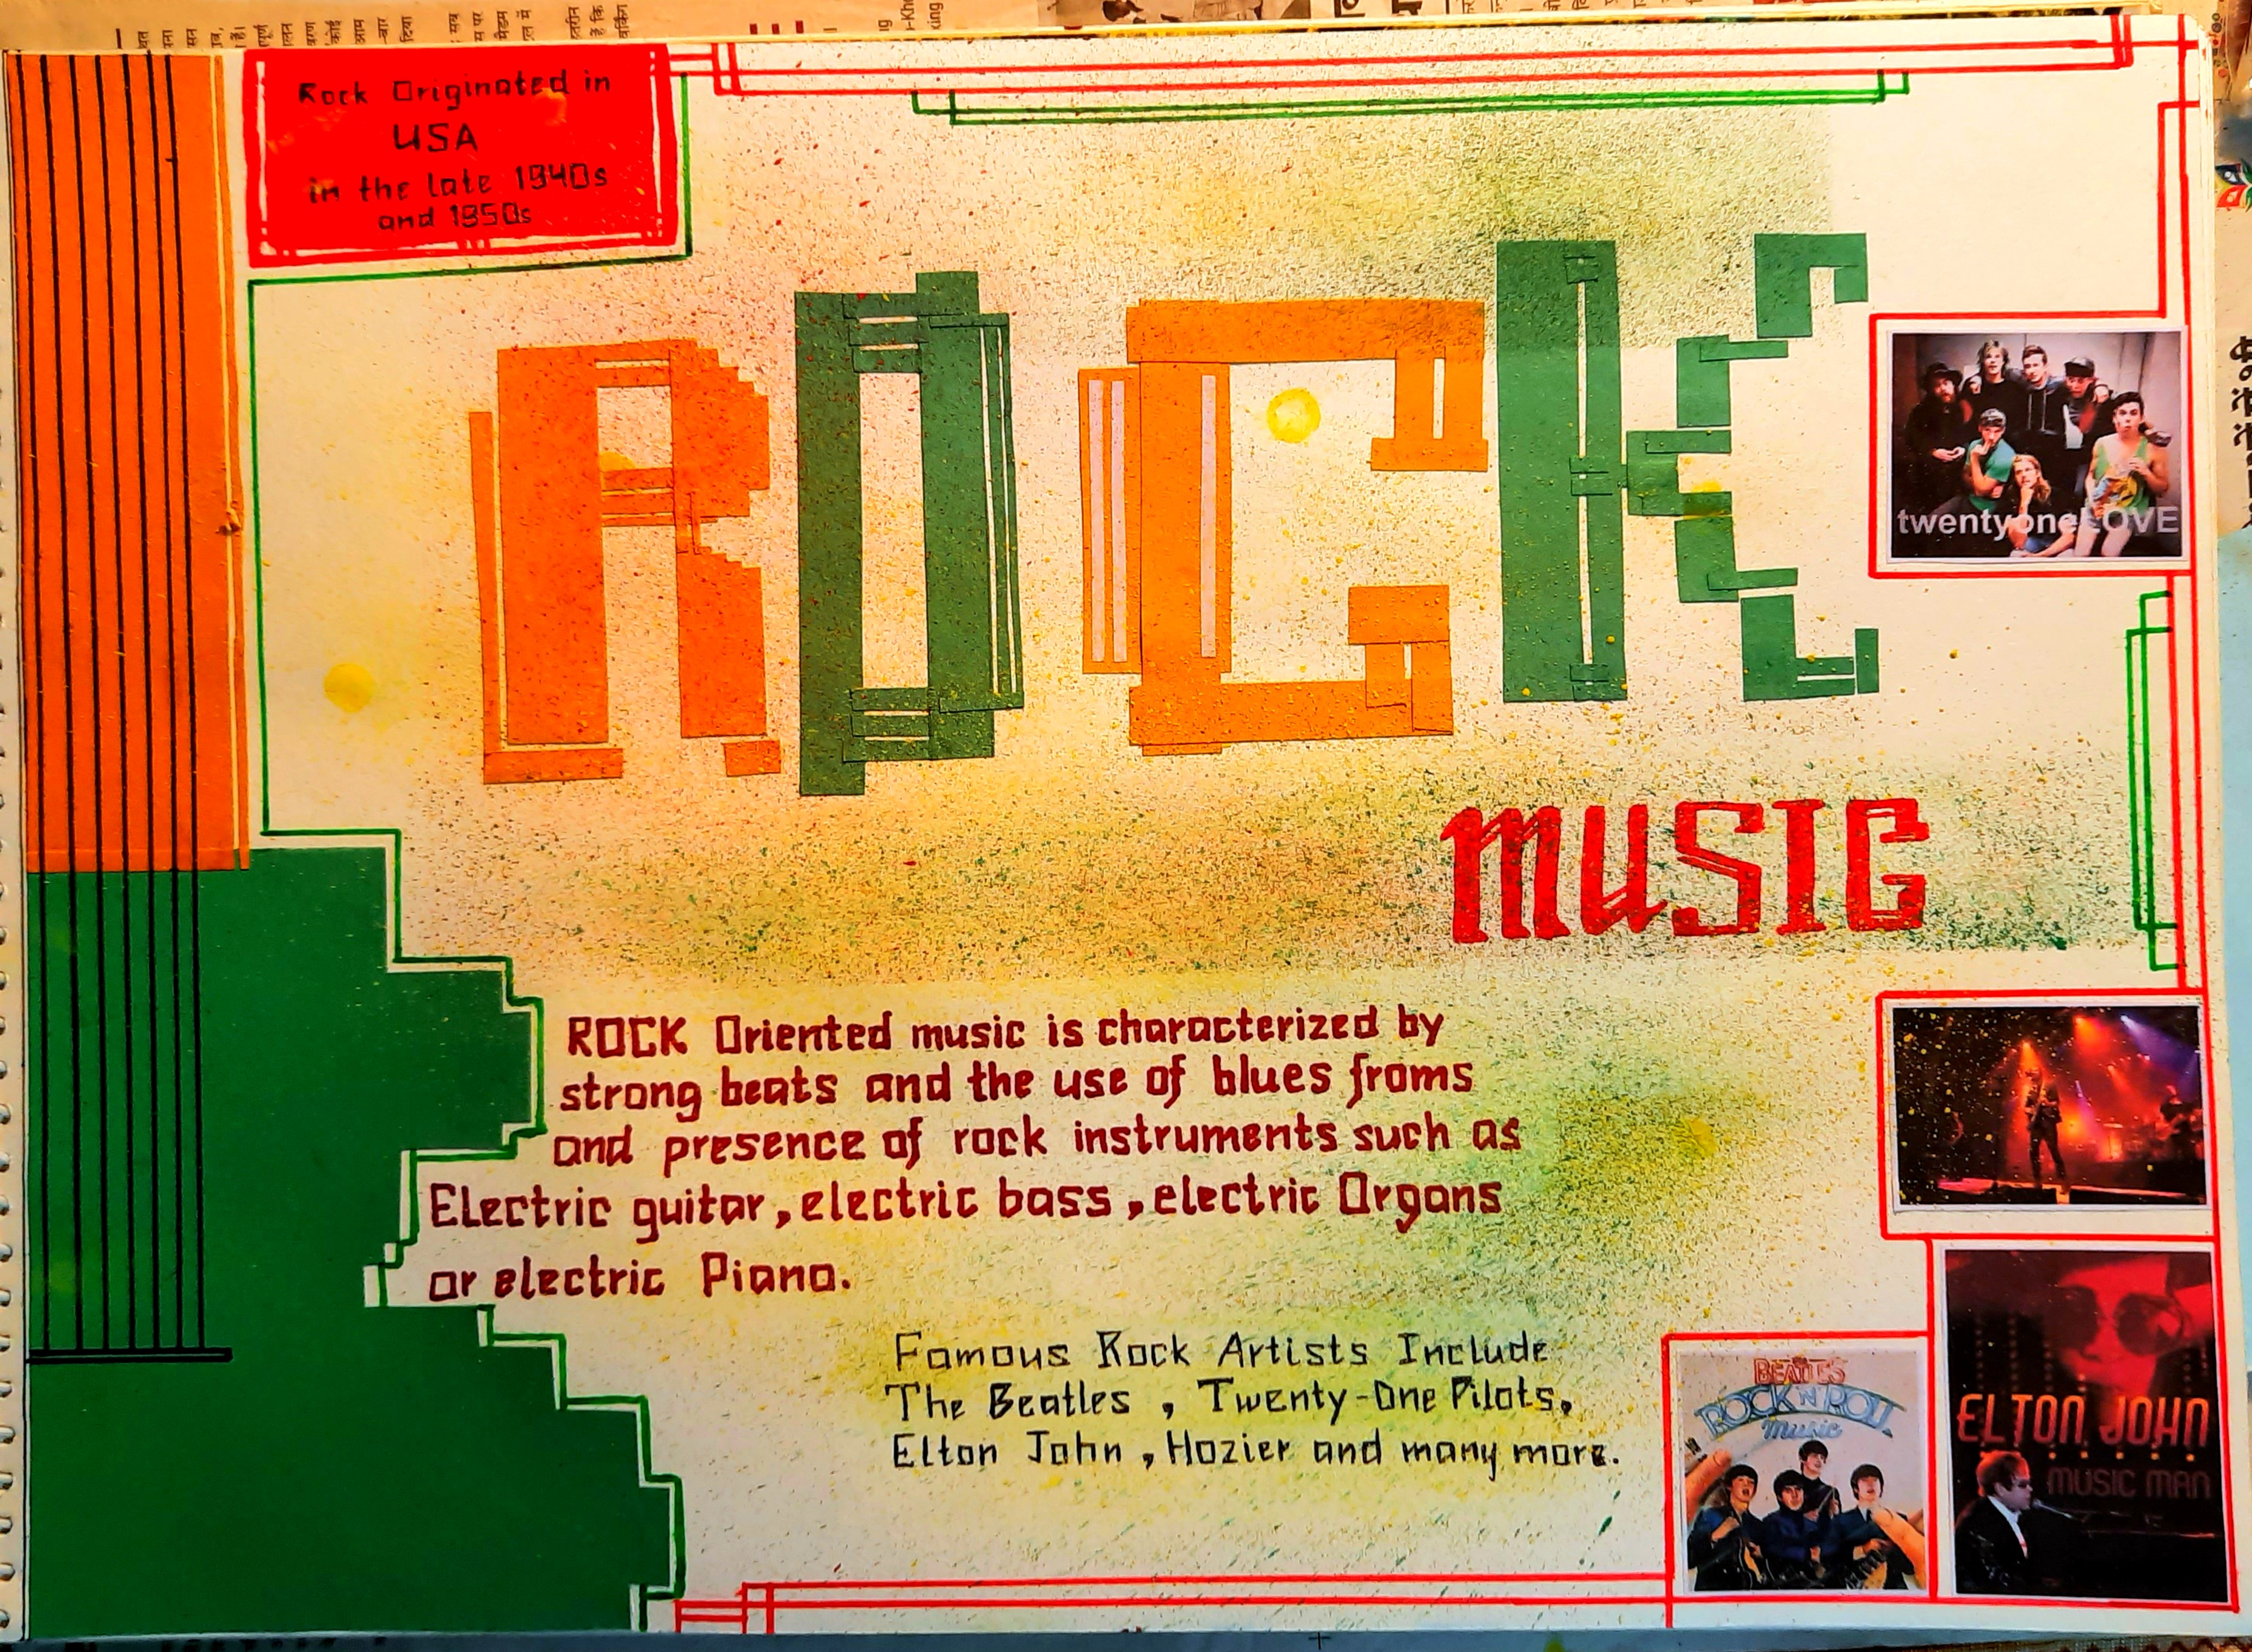 Rock Originated in
USA
in the late 1940s
and 1950s
ROCK
MUSIC
twentyoneLOVE
ROCK Oriented music is characterized by
strong beats and the use of blues froms
and presence of rock instruments such as
Electric guitar, electric bass, electric Organs
or electric Piano.
Famous Rock Artists Include
The Beatles, Twenty-One Pilots,
Elton John, Hozier and many more.
BEATLES
ROCK 'N' ROLL
Music
ELTON JOHN
MUSIC MAN